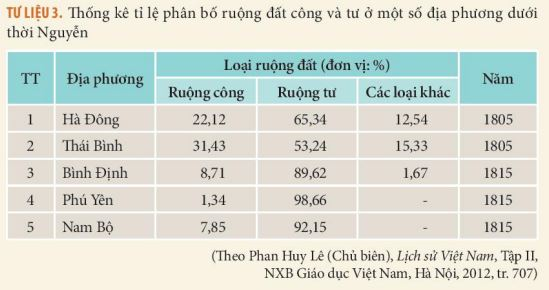 TƯ LIỆU 3. Thống kê tỉ lệ phân bố ruộng đất công và tư ở một số địa phương dưới
thời Nguyễn
TT Địa phương Loại ruộng đất (đơn vị: %) Năm
Ruộng công Ruộng tư Các loại khác
1 Hà Đông 22,12 65,34 12,54 1805
2 Thái Bình 31,43 53,24 15,33 1805
3 Bình Định 8,71 89,62 1,67 1815
4 Phú Yên 1,34 98,66 - 1815
5 Nam Bộ 7,85 92,15 - 1815
(Theo Phan Huy Lê (Chủ biên), Lịch sử Việt Nam, Tập II,
NXB Giáo dục Việt Nam, Hà Nội, 2012, tr. 707)